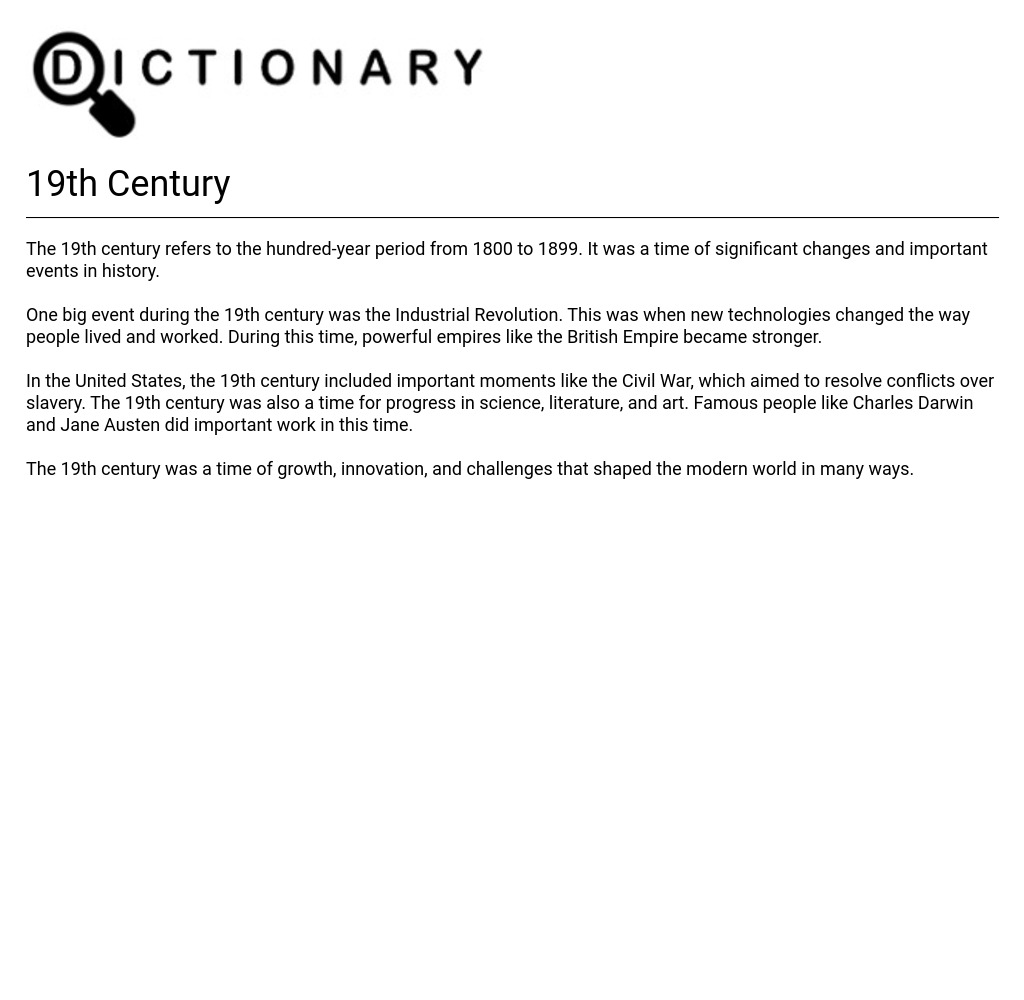 DICTIONARY
19th Century
The 19th century refers to the hundred-year period from 1800 to 1899. It was a time of significant changes and important
events in history.
One big event during the 19th century was the Industrial Revolution. This was when new technologies changed the way
people lived and worked. During this time, powerful empires like the British Empire became stronger.
In the United States, the 19th century included important moments like the Civil War, which aimed to resolve conflicts over
slavery. The 19th century was also a time for progress in science, literature, and art. Famous people like Charles Darwin
and Jane Austen did important work in this time.
The 19th century was a time of growth, innovation, and challenges that shaped the modern world in many ways.